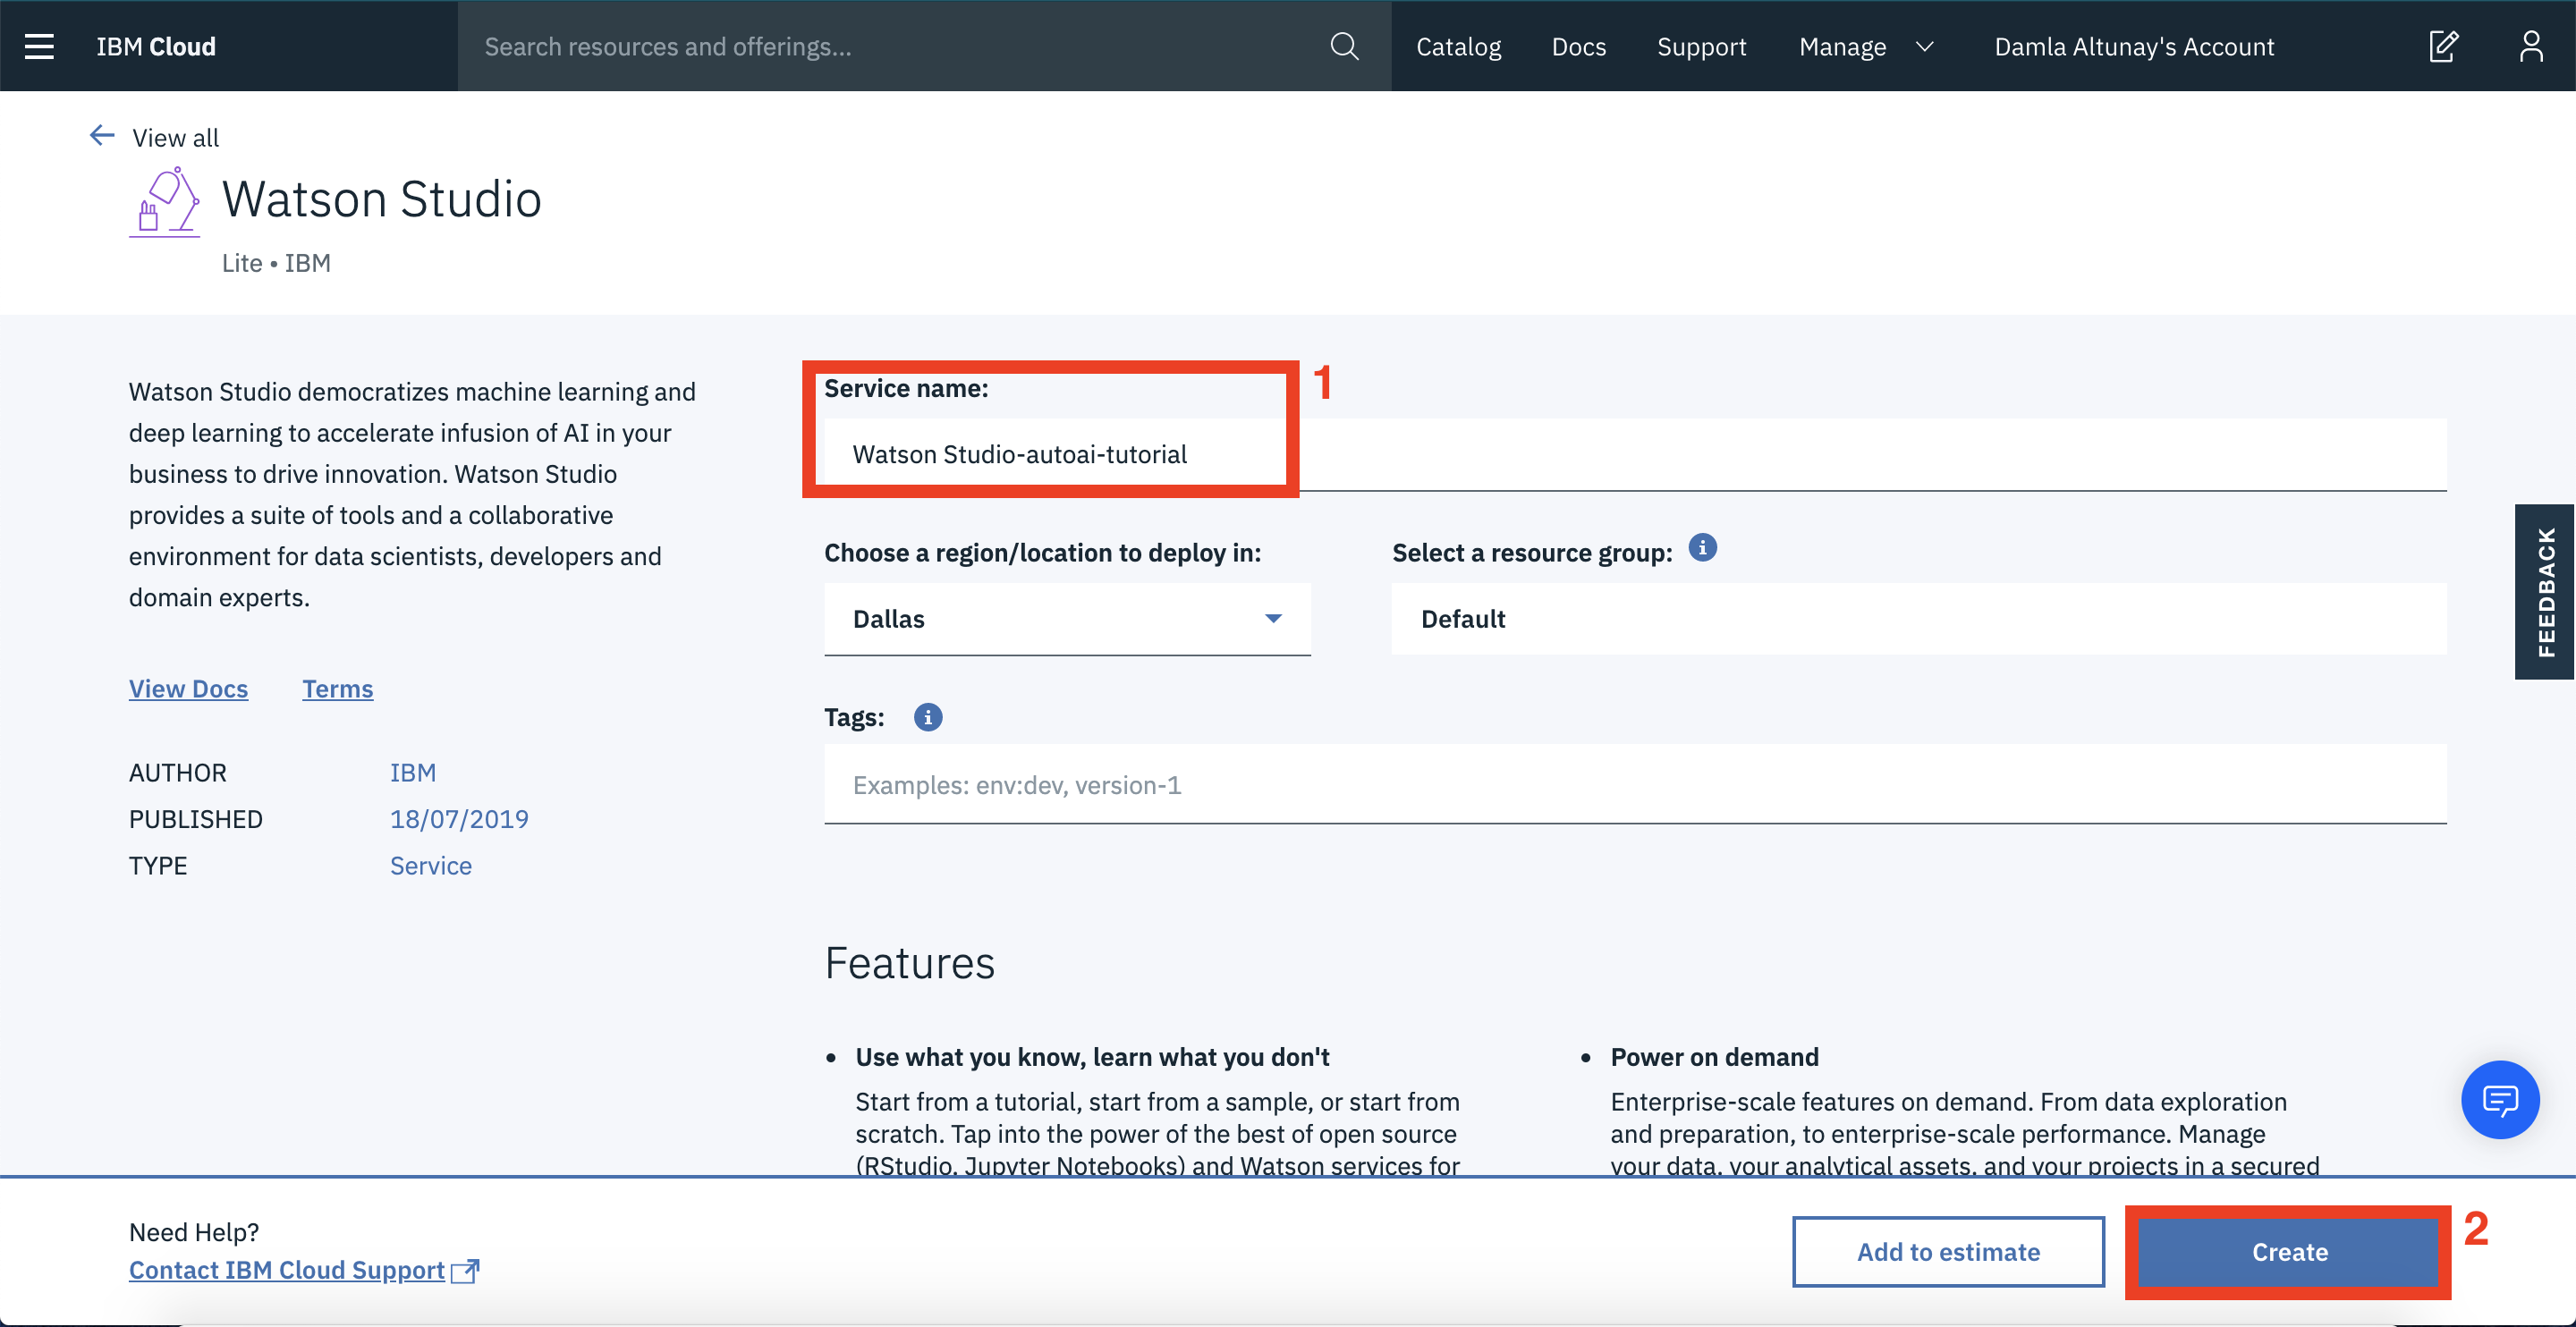 IBM Cloud
Search resources and offerings...
Catalog
Docs
Support
Manage
Damla Altunay's Account
View all
Watson Studio
Lite • IBM
Watson Studio democratizes machine learning and
deep learning to accelerate infusion of AI in your
business to drive innovation. Watson Studio
provides a suite of tools and a collaborative
environment for data scientists, developers and
domain experts.
View Docs
Terms
AUTHOR IBM
PUBLISHED 18/07/2019
TYPE Service
Service name:
1
Watson Studio-autoai-tutorial
Choose a region/location to deploy in:
Dallas
Select a resource group:
Default
Tags:
Examples: env:dev, version-1
FEEDBACK
Features
• Use what you know, learn what you don't
Start from a tutorial, start from a sample, or start from
scratch. Tap into the power of the best of open source
(RStudio, Jupyter Notebooks) and Watson services for
• Power on demand
Enterprise-scale features on demand. From data exploration
and preparation, to enterprise-scale performance. Manage
your data, your analytical assets, and your projects in a secured
Need Help?
Contact IBM Cloud Support
Add to estimate
Create
2